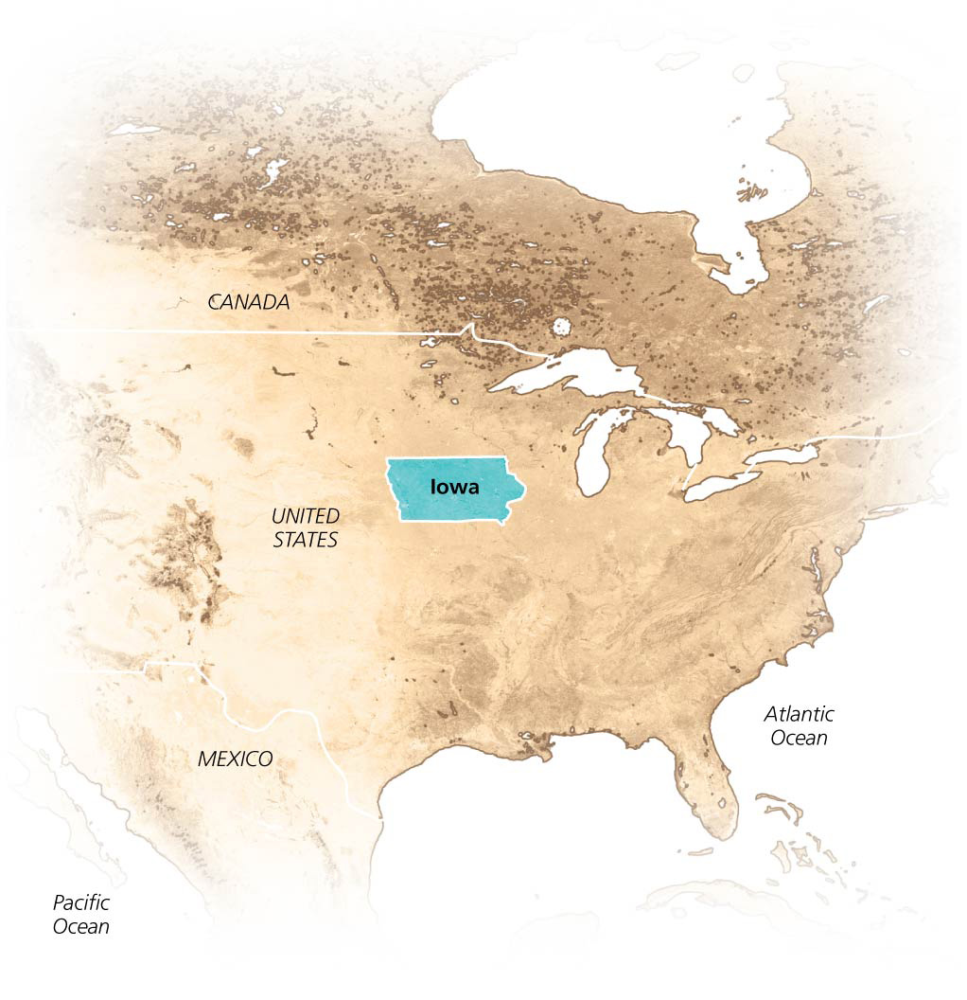 CANADA
Iowa
UNITED
STATES
Atlantic
Ocean
MEXICO
Pacific
Ocean